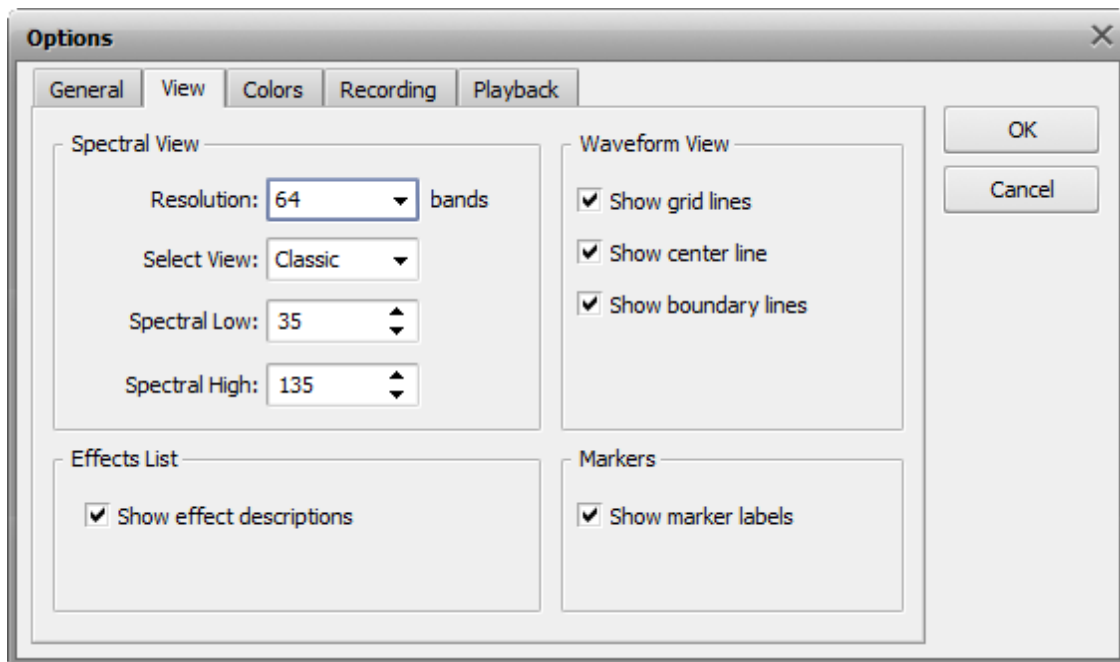 Options
General View Colors Recording Playback
Spectral View
Resolution: 64 bands
Select View: Classic
Spectral Low: 35
Spectral High: 135
Waveform View
Show grid lines
Show center line
Show boundary lines
Effects List
Show effect descriptions
Markers
Show marker labels
OK
Cancel